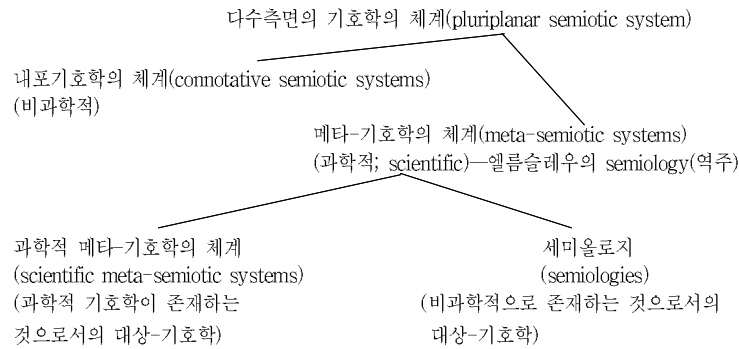 다수측면의 기호학의 체계(pluriplanar semiotic system)
내포기호학의 체계(connotative semiotic systems)
(비과학적)
메타-기호학의 체계(meta-semiotic systems)
(과학적; scientific)—엘름슬레우의 semiology(역주)
과학적 메타-기호학의 체계
(scientific meta-semiotic systems)
(과학적 기호학이 존재하는
것으로서의 대상-기호학)
세미올로지
(semiologies)
(비과학적으로 존재하는 것으로서의
대상-기호학)